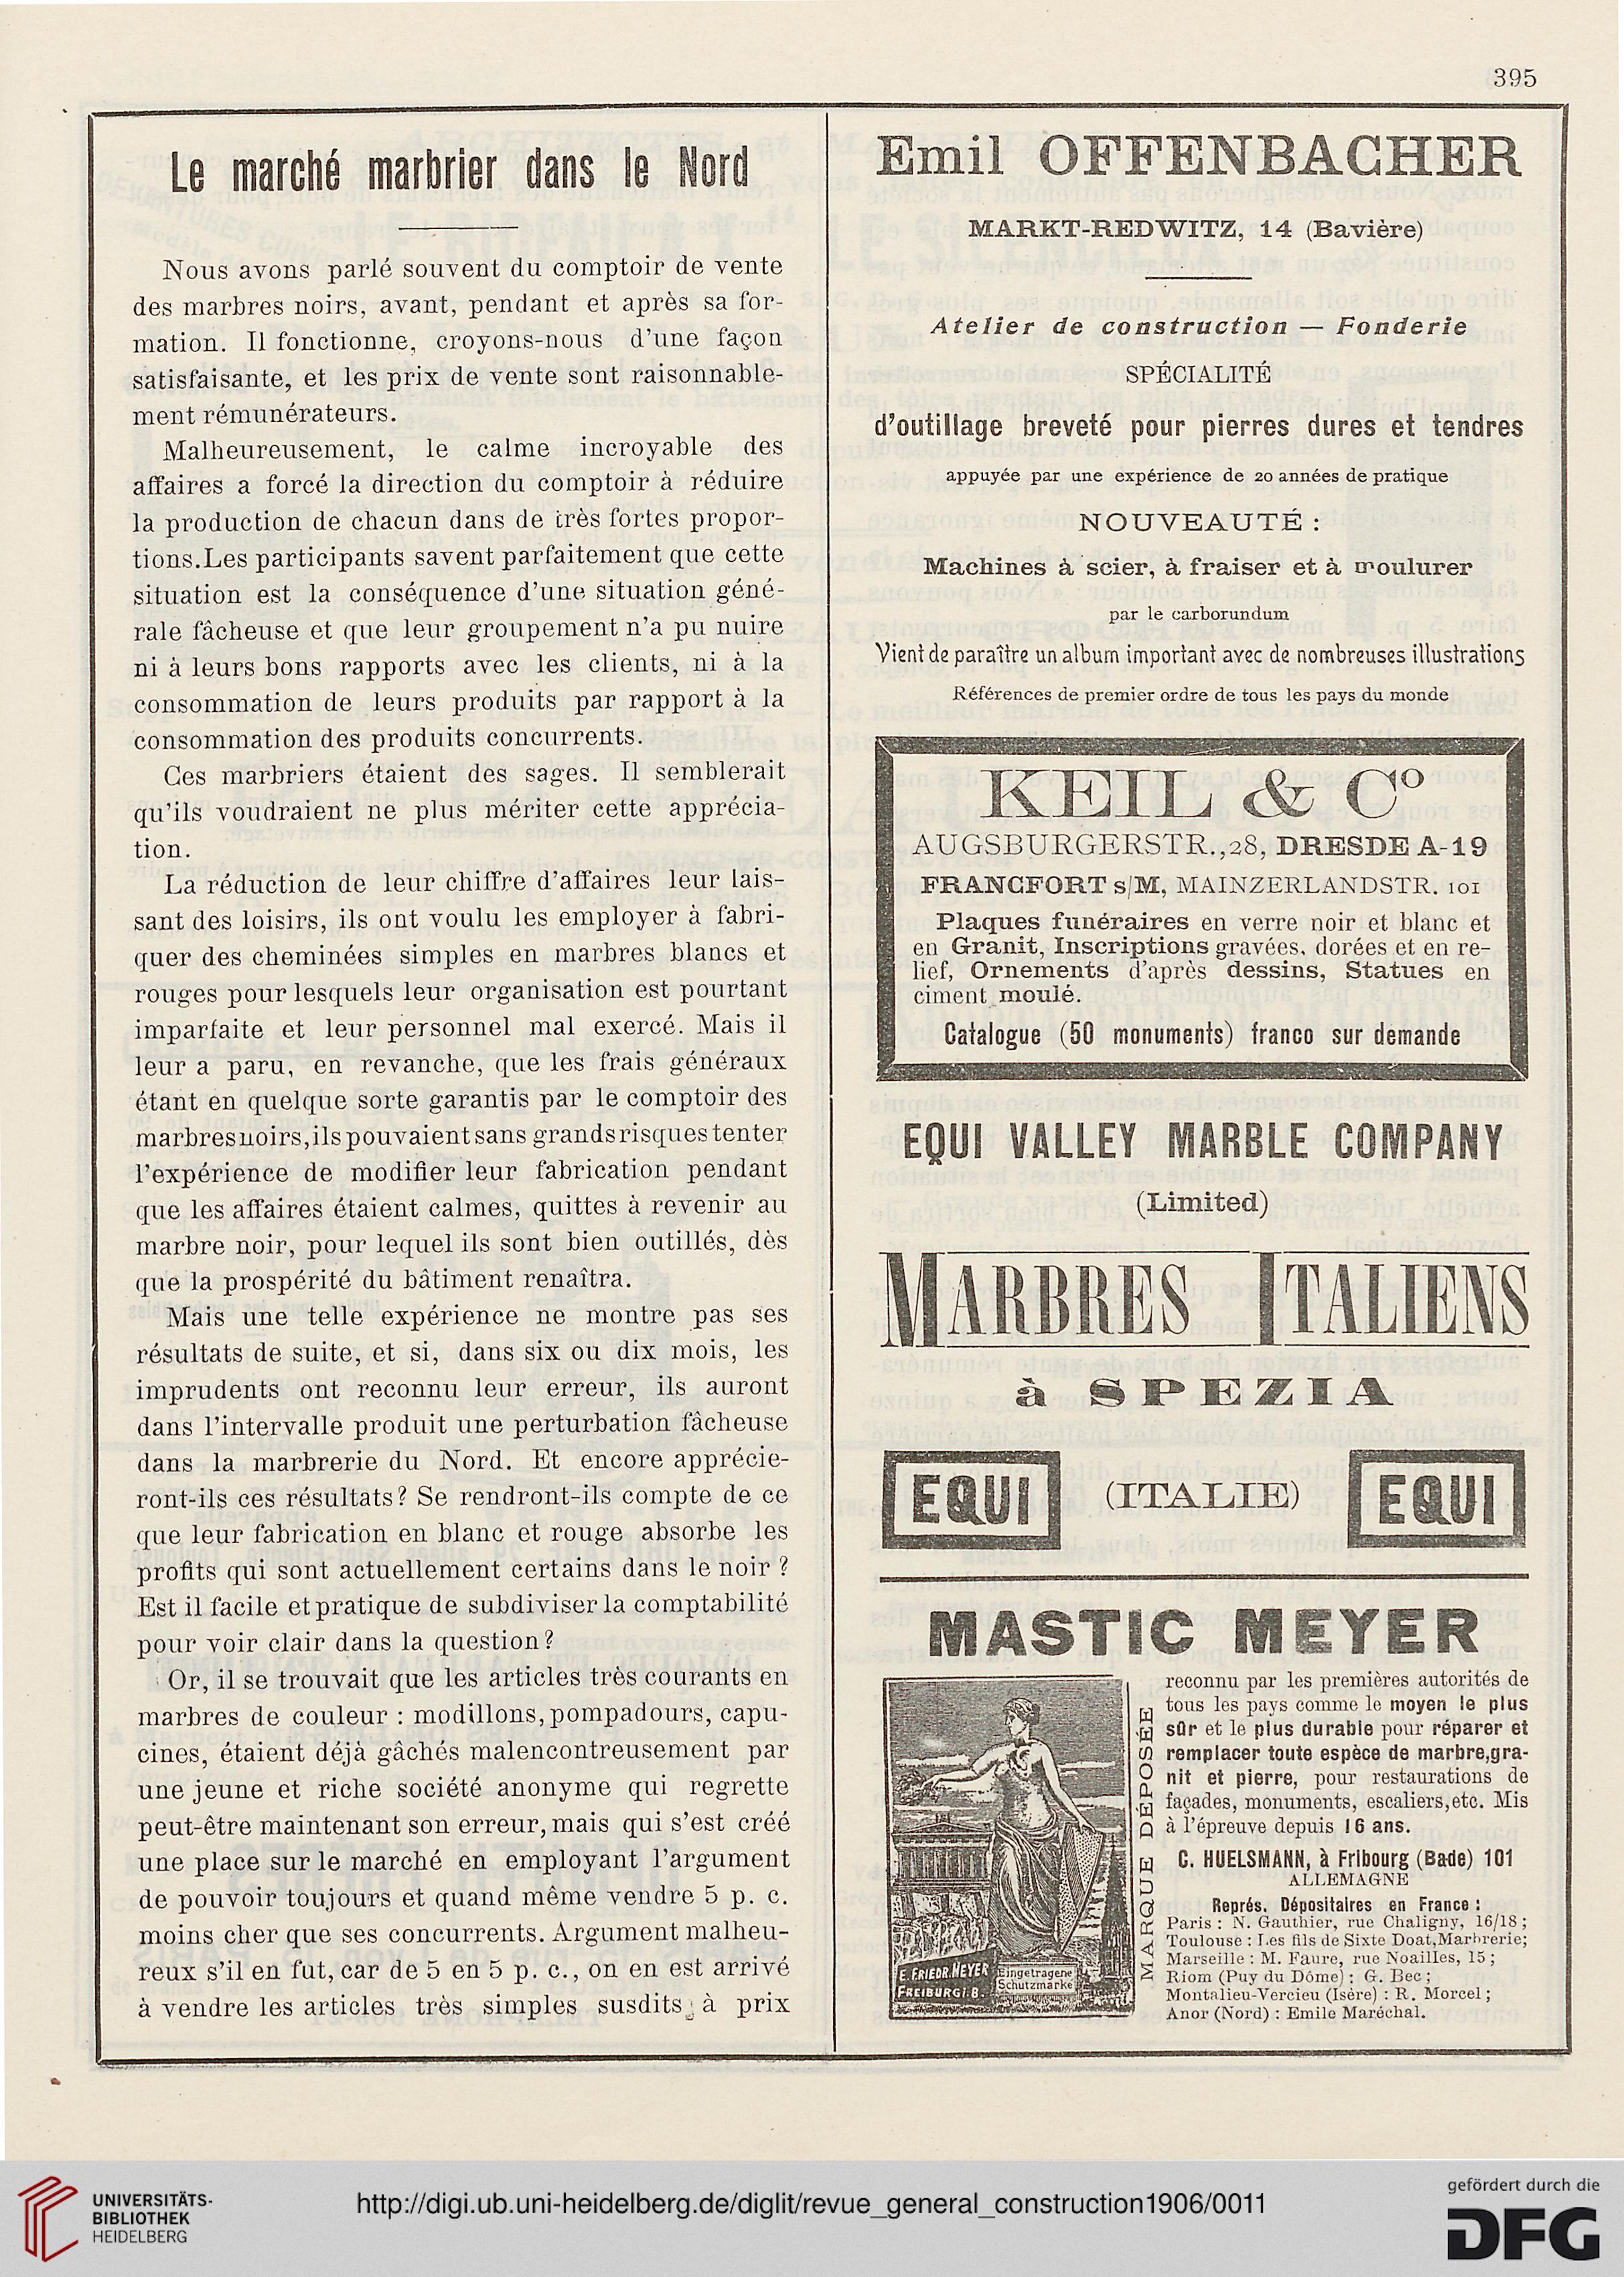 395
Le marché marbrier dans le Nord
Nous avons parlé souvent du comptoir de vente
des marbres noirs, avant, pendant et après sa for-
mation. Il fonctionne, croyons-nous d'une façon
satisfaisante, et les prix de vente sont raisonnable-
ment rémunérateurs.
Malheureusement, le calme incroyable des
affaires a forcé la direction du comptoir à réduire
la production de chacun dans de très fortes propor-
tions.Les participants savent parfaitement que cette
situation est la conséquence d'une situation géné-
rale fâcheuse et que leur groupement n'a pu nuire
ni à leurs bons rapports avec les clients, ni à la
consommation de leurs produits par rapport à la
consommation des produits concurrents.
Ces marbriers étaient des sages. Il semblerait
qu'ils voudraient ne plus mériter cette apprécia-
tion.
La réduction de leur chiffre d'affaires leur lais-
sant des loisirs, ils ont voulu les employer à fabri-
quer des cheminées simples en marbres blancs et
rouges pour lesquels leur organisation est pourtant
imparfaite et leur personnel mal exercé. Mais il
leur a paru, en revanche, que les frais généraux
étant en quelque sorte garantis par le comptoir des
marbres noirs, ils pouvaient sans grands risques tenter
l'expérience de modifier leur fabrication pendant
que les affaires étaient calmes, quittes à revenir au
marbre noir, pour lequel ils sont bien outillés, dès
que la prospérité du bâtiment renaîtra.
Mais une telle expérience ne montre pas ses
résultats de suite, et si, dans six ou dix mois, les
imprudents ont reconnu leur erreur, ils auront
dans l'intervalle produit une perturbation fâcheuse
dans la marbrerie du Nord. Et encore apprécie-
ront-ils ces résultats? Se rendront-ils compte de ce
que leur fabrication en blanc et rouge absorbe les
profits qui sont actuellement certains dans le noir ?
Est il facile et pratique de subdiviser la comptabilité
pour voir clair dans la question?
Or, il se trouvait que les articles très courants en
marbres de couleur : modillons, pompadours, capu-
cines, étaient déjà gâchés malencontreusement par
une jeune et riche société anonyme qui regrette
peut-être maintenant son erreur, mais qui s'est créé
une place sur le marché en employant l'argument
de pouvoir toujours et quand même vendre 5 p. c.
moins cher que ses concurrents. Argument malheu-
reux s'il en fut, car de 5 en 5 p. c., on en est arrivé
à vendre les articles très simples susdits à prix
Emil OFFENBACHER
MARKT-REDWITZ, 14 (Bavière)
Atelier de construction — Fonderie
SPÉCIALITÉ
d'outillage breveté pour pierres dures et tendres
appuyée par une expérience de 20 années de pratique
NOUVEAUTÉ :
Machines à scier, à fraiser et à moulurer
par le carborundum
Vient de paraître un album important avec de nombreuses illustrations
Références de premier ordre de tous les pays du monde
KEIL & Co
AUGSBURGERSTR., 28, DRESDE A-19
FRANCFORT s/M, MAINZERLANDSTR. 101
Plaques funéraires en verre noir et blanc et
en Granit, Inscriptions gravées, dorées et en re-
lief, Ornements d'après dessins, Statues en
ciment moulé.
Catalogue (50 monuments) franco sur demande
EQUI VALLEY MARBLE COMPANY
(Limited)
MARBRES ITALIENS
à SPEZIA
EQUI (ITALIE) EQUI
MASTIC MEYER
E. FRIEDR. MEYER
FREIBURG i. B.
Eingetragene
Schutzmarke
MARQUE DÉPOSÉE
reconnu par les premières autorités de
tous les pays comme le moyen le plus
sûr et le plus durable pour réparer et
remplacer toute espèce de marbre, gra-
nit et pierre, pour restaurations de
façades, monuments, escaliers, etc. Mis
à l'épreuve depuis 16 ans.
C. HUELSMANN, à Fribourg (Bade) 101
ALLEMAGNE
Représ. Dépositaires en France :
Paris : N. Gauthier, rue Chaligny, 16/18 ;
Toulouse : Les fils de Sixte Doat, Marbrerie;
Marseille : M. Faure, rue Noailles, 15 ;
Riom (Puy du Dôme) : G. Bec ;
Montalieu-Vercieu (Isère) : R. Morcel ;
Anor (Nord) : Emile Maréchal.
UNIVERSITÄTS-
BIBLIOTHEK
HEIDELBERG
http://digi.ub.uni-heidelberg.de/diglit/revue_general_construction1906/0011
gefördert durch die
DFG